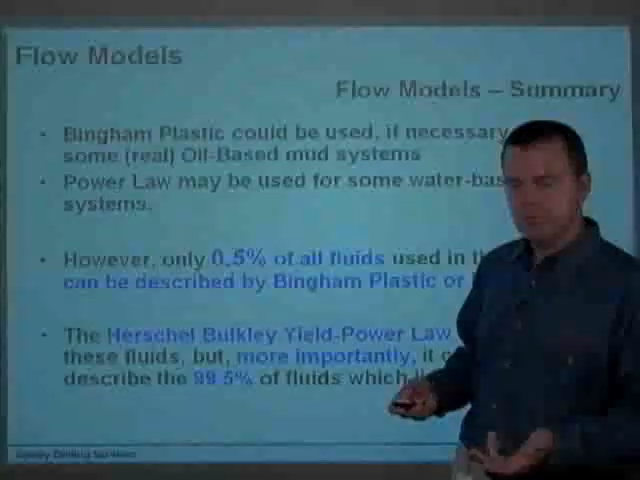 Flow Models
Flow Models – Summary
• Bingham Plastic could be used, if necessary
some (real) Oil-Based mud systems
• Power Law may be used for some water-bas
systems.
• However, only 0,5% of all fluids used in th
can be described by Bingham Plastic or
• The Herschel Bulkley Yield-Power Law
these fluids, but, more importantly, it c
describe the 99.5% of fluids which
Drilling Services